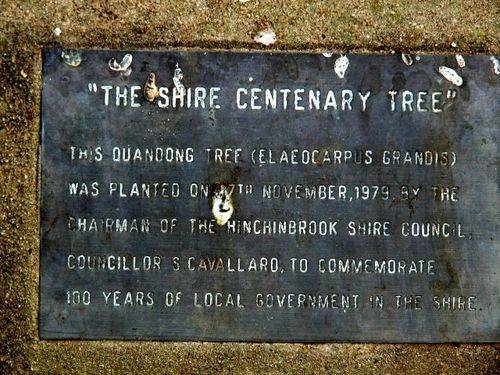 "THE SHIRE CENTENARY TREE"
THIS QUANDONG TREE (ELAEOCARPUS GRANDIS)
WAS PLANTED ON 17TH NOVEMBER, 1979, BY THE
CHAIRMAN OF THE HINCHINBROOK SHIRE COUNCIL,
COUNCILLOR S. CAVALLARO, TO COMMEMORATE
100 YEARS OF LOCAL GOVERNMENT IN THE SHIRE.